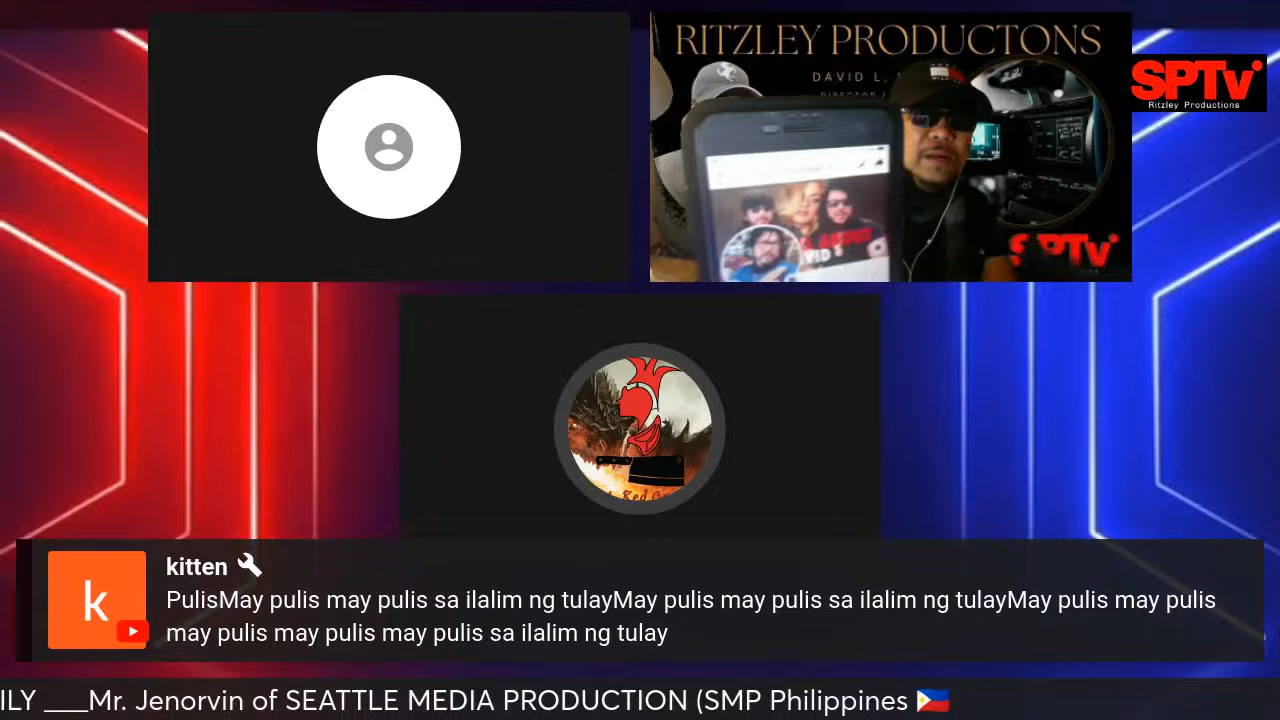 RITZLEY PRODUCTONS
DAVID L.
DIRECTOR
SPTv
Ritzley Productions
SPTv
Red
k
kitten
PulisMay pulis may pulis sa ilalim ng tulayMay pulis may pulis sa ilalim ng tulayMay pulis may pulis
may pulis may pulis may pulis sa ilalim ng tulay
ILY ___Mr. Jenorvin of SEATTLE MEDIA PRODUCTION (SMP Philippines